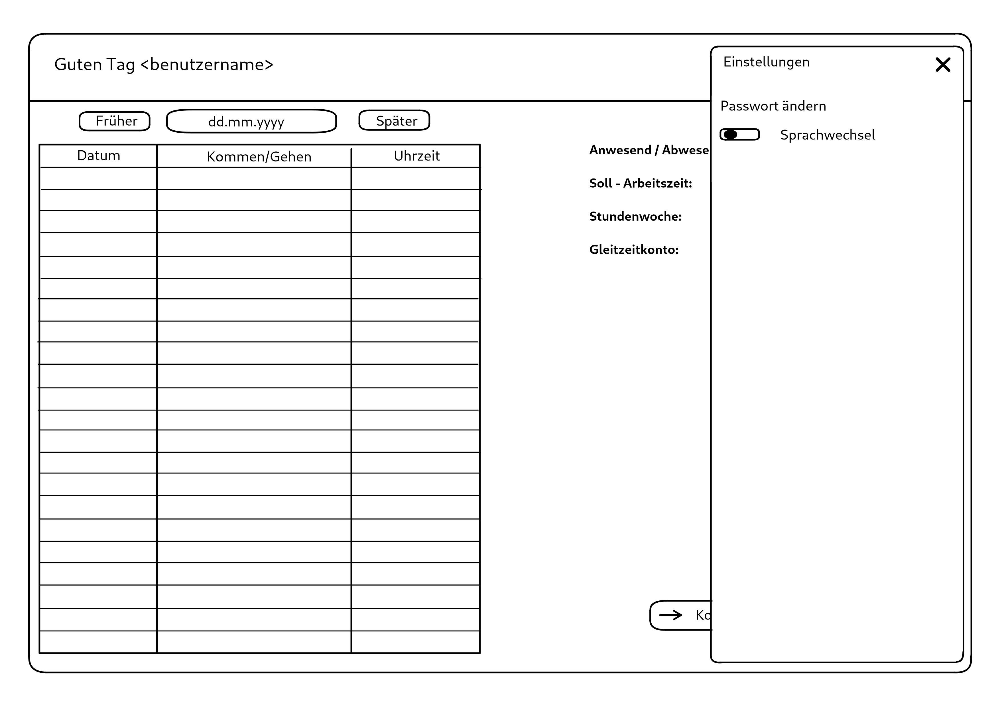 Guten Tag <benutzername>
Früher
dd.mm.yyyy
Später
Datum
Kommen/Gehen
Uhrzeit
Anwesend / Abwese
Soll - Arbeitszeit:
Stundenwoche:
Gleitzeitkonto:
Ko
Einstellungen
Passwort ändern
Sprachwechsel